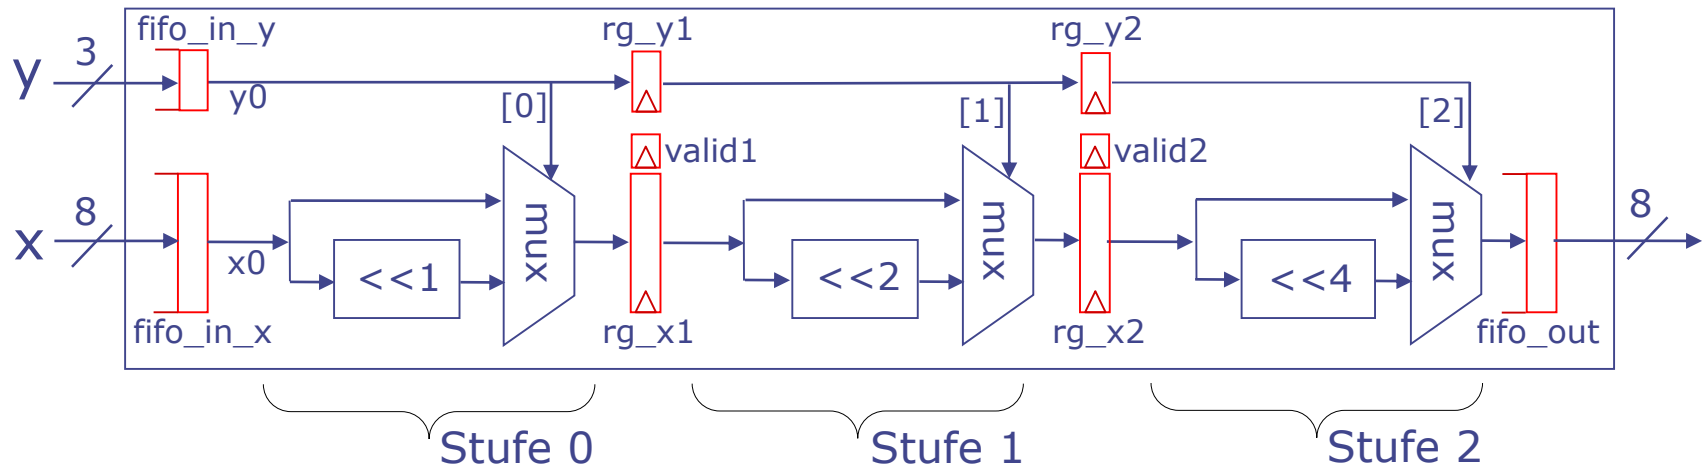 fifo_in_y
rg_y1
rg_y2
y
3
y0
[0]
[1]
[2]
valid1
valid2
x
8
x0
<<1
mux
<<2
mux
<<4
mux
8
fifo_in_x
rg_x1
rg_x2
fifo_out
Stufe 0
Stufe 1
Stufe 2